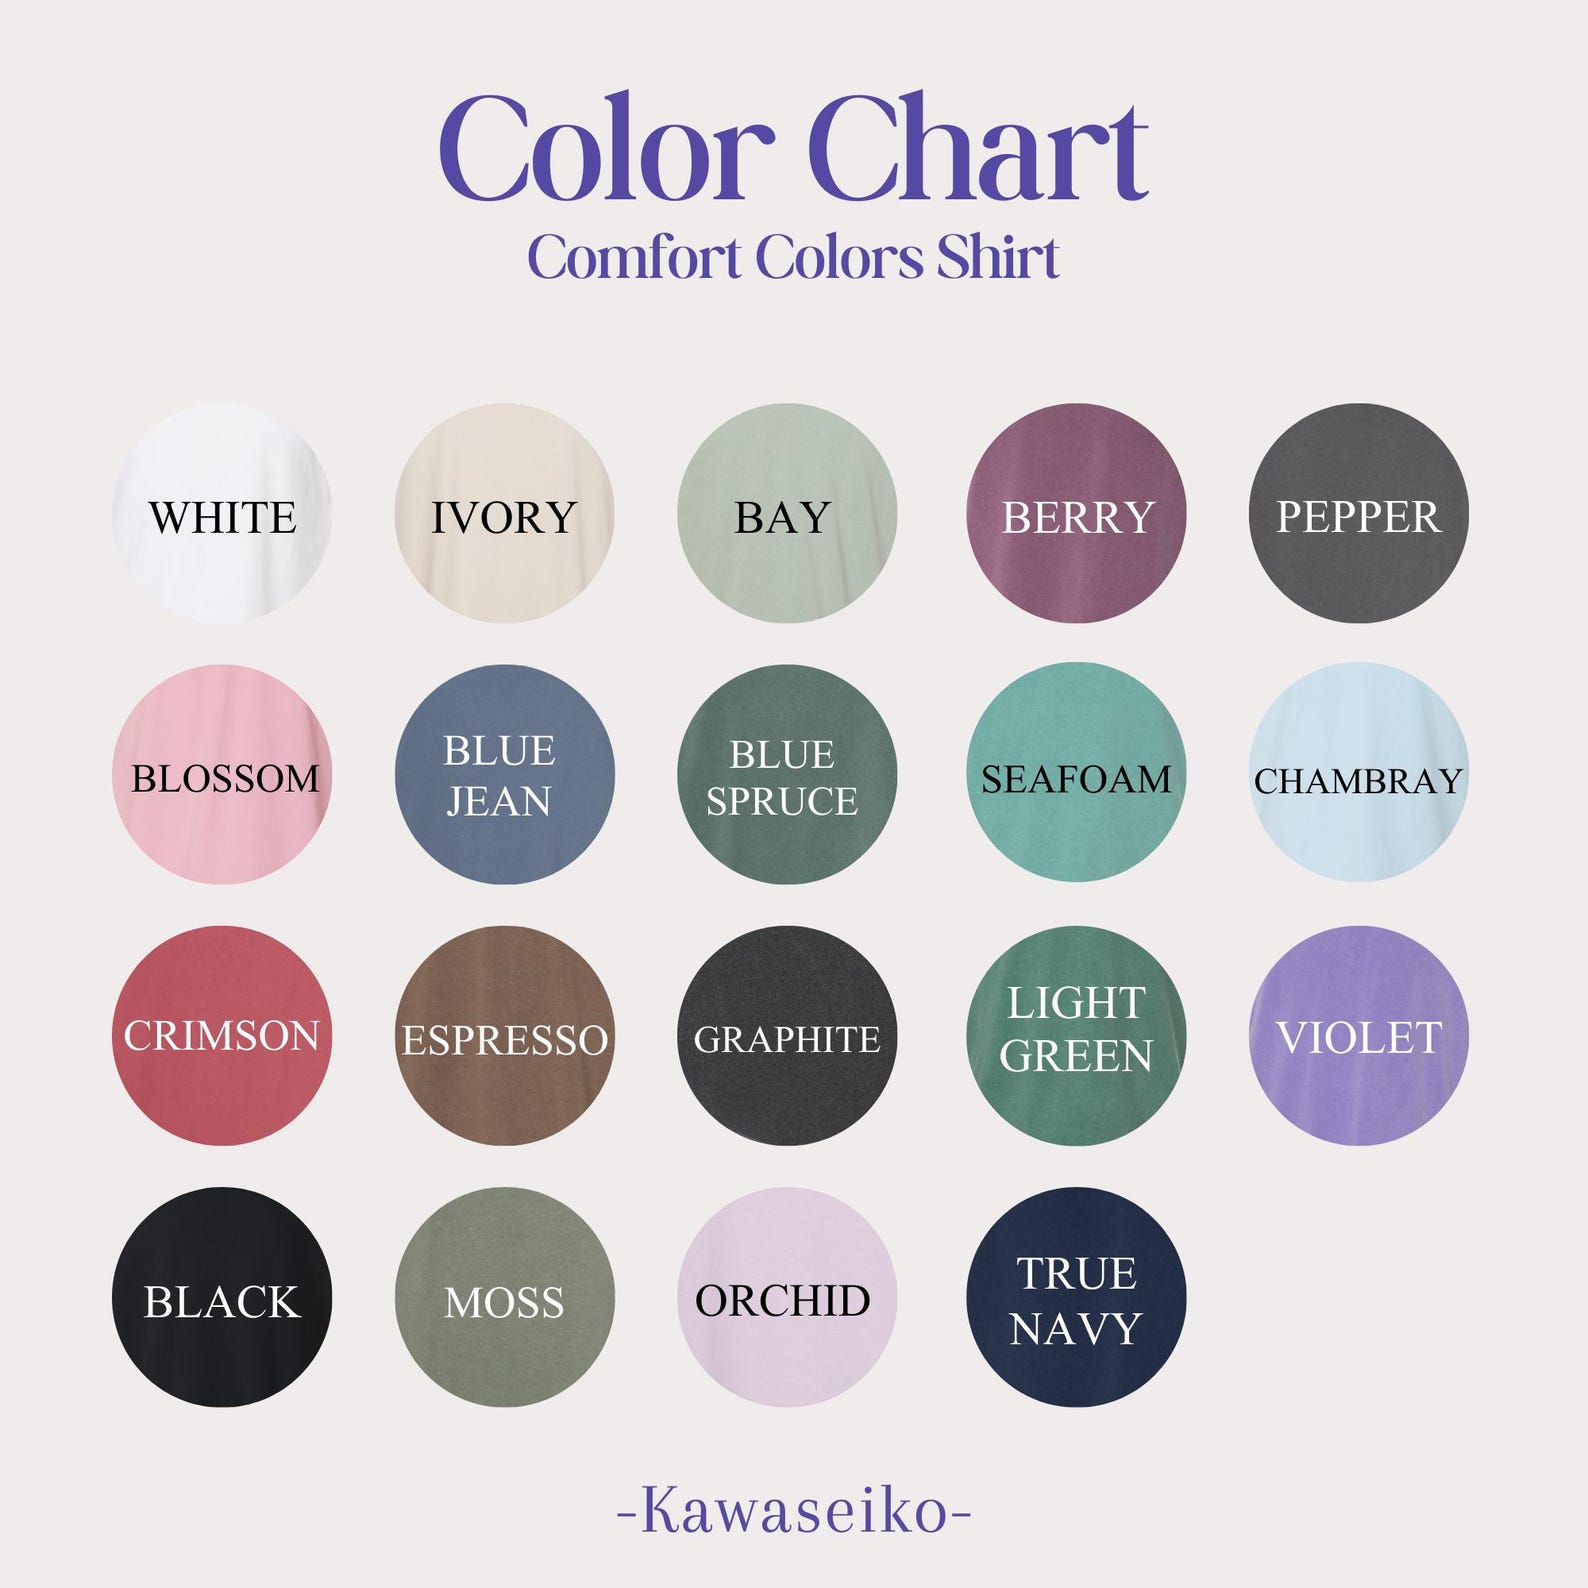 Color Chart
Comfort Colors Shirt
WHITE
IVORY
BAY
BERRY
PEPPER
BLOSSOM
BLUE
JEAN
BLUE
SPRUCE
SEAFOAM
CHAMBRAY
CRIMSON
ESPRESSO
GRAPHITE
LIGHT
GREEN
VIOLET
BLACK
MOSS
ORCHID
TRUE
NAVY
-Kawaseiko-